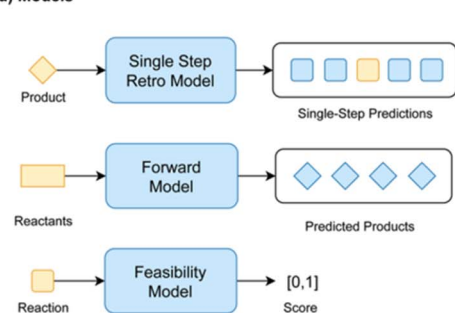 Models
Single Step
Retro Model
Product
Single-Step Predictions
Forward
Model
Reactants
Predicted Products
Feasibility
Model
[0,1]
Reaction
Score